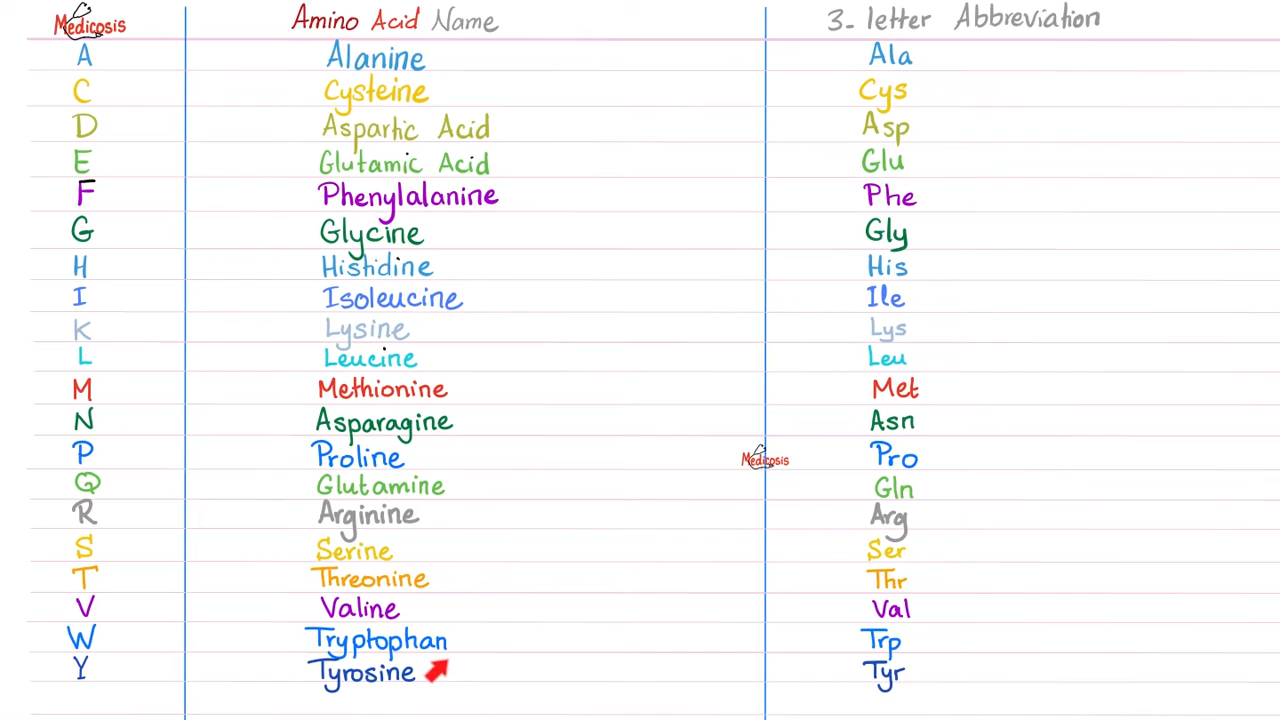 Medicosis Amino Acid Name 3- letter Abbreviation
A Alanine Ala
C Cysteine Cys
D Aspartic Acid Asp
E Glutamic Acid Glu
F Phenylalanine Phe
G Glycine Gly
H Histidine His
I Isoleucine Ile
K Lysine Lys
L Leucine Leu
M Methionine Met
N Asparagine Asn
P Proline Medicosis Pro
Q Glutamine Gln
R Arginine Arg
S Serine Ser
T Threonine Thr
V Valine Val
W Tryptophan Trp
Y Tyrosine Tyr